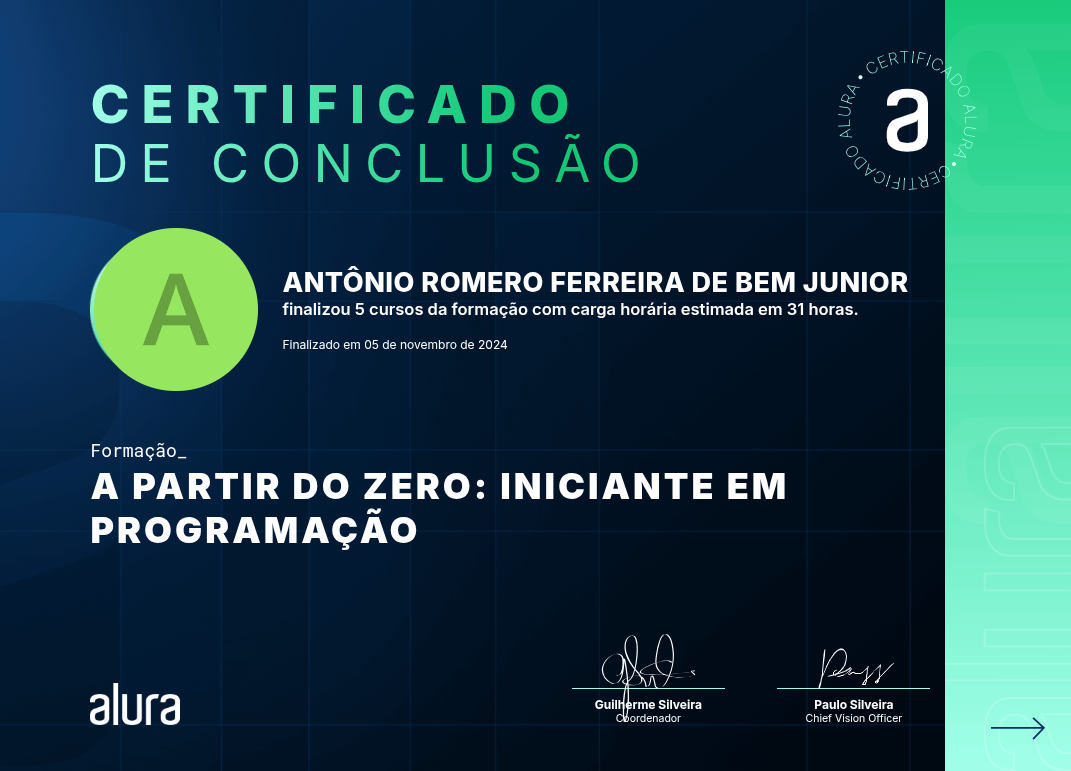 CERTIFICADO
DE CONCLUSÃO
CERTIFICADO ALURA • CERTIFICADO ALURA •
a
A
ANTÔNIO ROMERO FERREIRA DE BEM JUNIOR
finalizou 5 cursos da formação com carga horária estimada em 31 horas.
Finalizado em 05 de novembro de 2024
Formação_
A PARTIR DO ZERO: INICIANTE EM
PROGRAMAÇÃO
alura
Guilherme Silveira
Coordenador
Paulo Silveira
Chief Vision Officer
alura